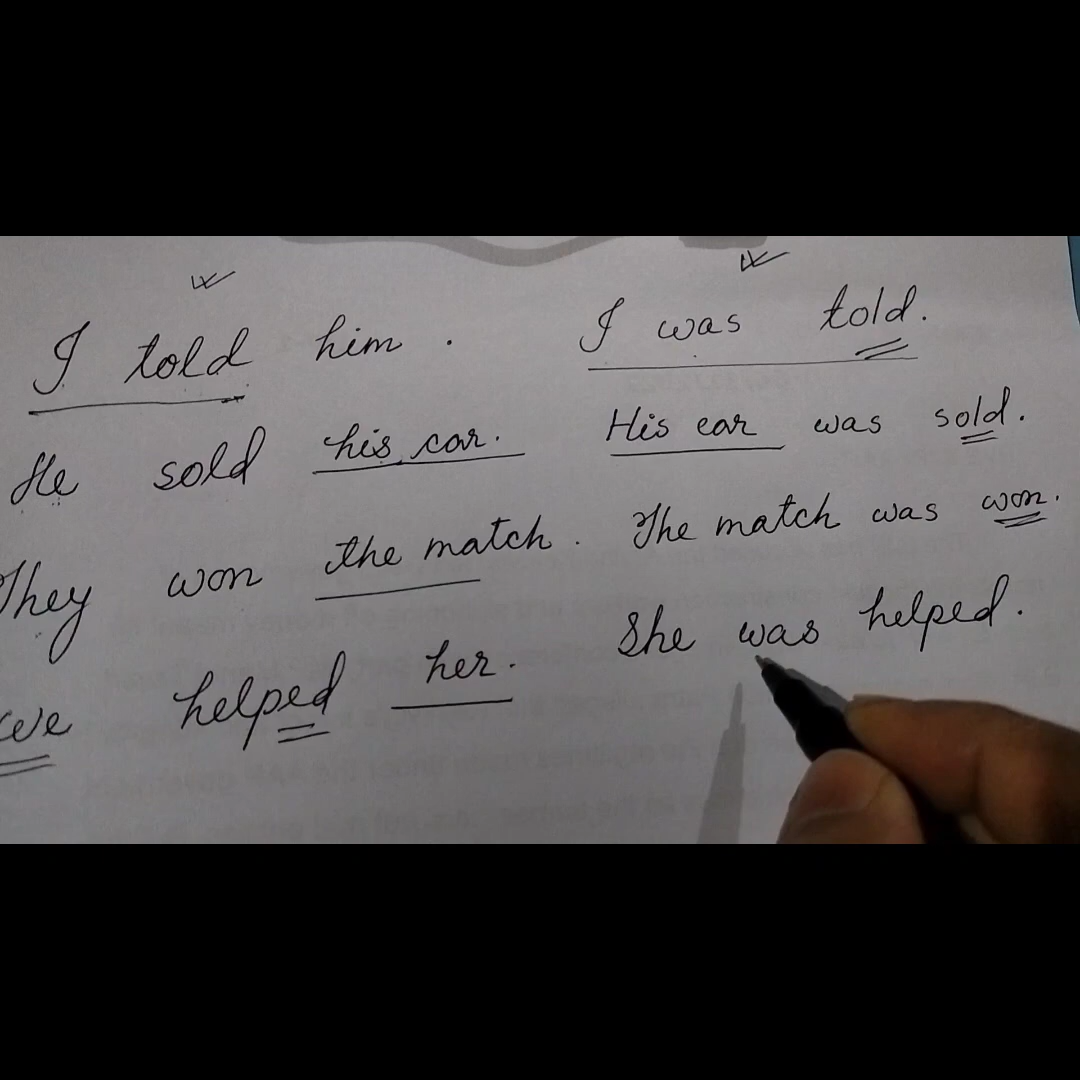 I told him. I was told.
He sold his car. His car was sold.
They won the match. The match was won.
we helped her. She was helped.